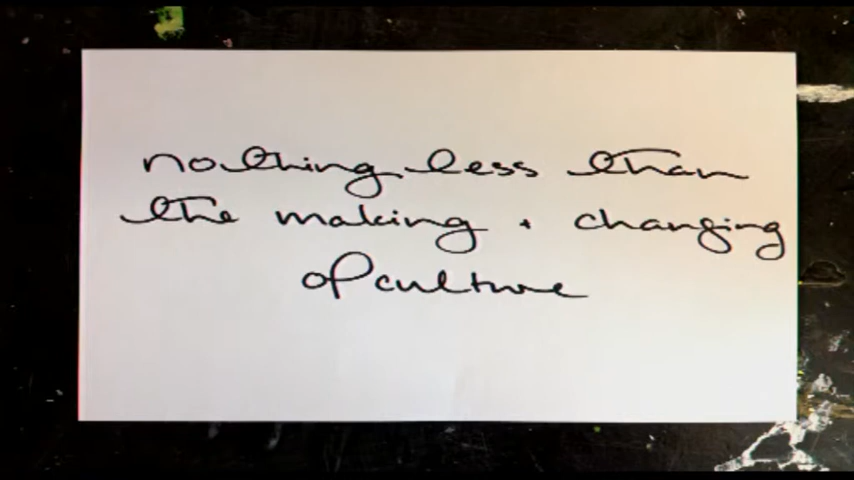 nothing less than
the making + changing
of culture